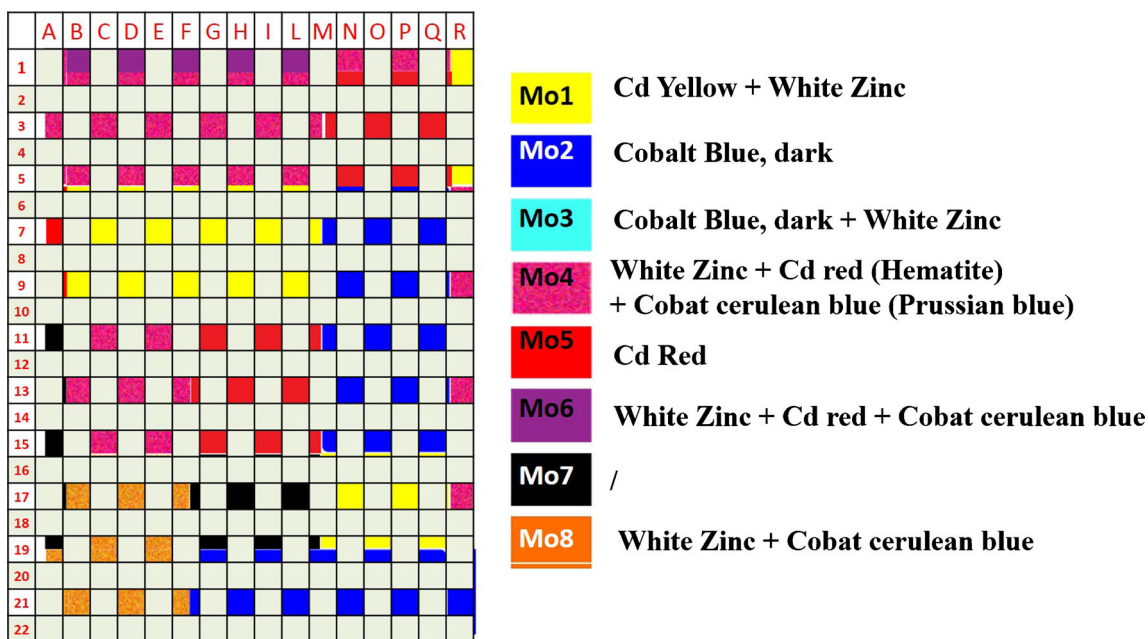 A B C D E F G H I L M N O P Q R
1
2
3
4
5
6
7
8
9
10
11
12
13
14
15
16
17
18
19
20
21
22
Mo1 Cd Yellow + White Zinc
Mo2 Cobalt Blue, dark
Mo3 Cobalt Blue, dark + White Zinc
Mo4 White Zinc + Cd red (Hematite)
+ Cobat cerulean blue (Prussian blue)
Mo5 Cd Red
Mo6 White Zinc + Cd red + Cobat cerulean blue
Mo7 /
Mo8 White Zinc + Cobat cerulean blue